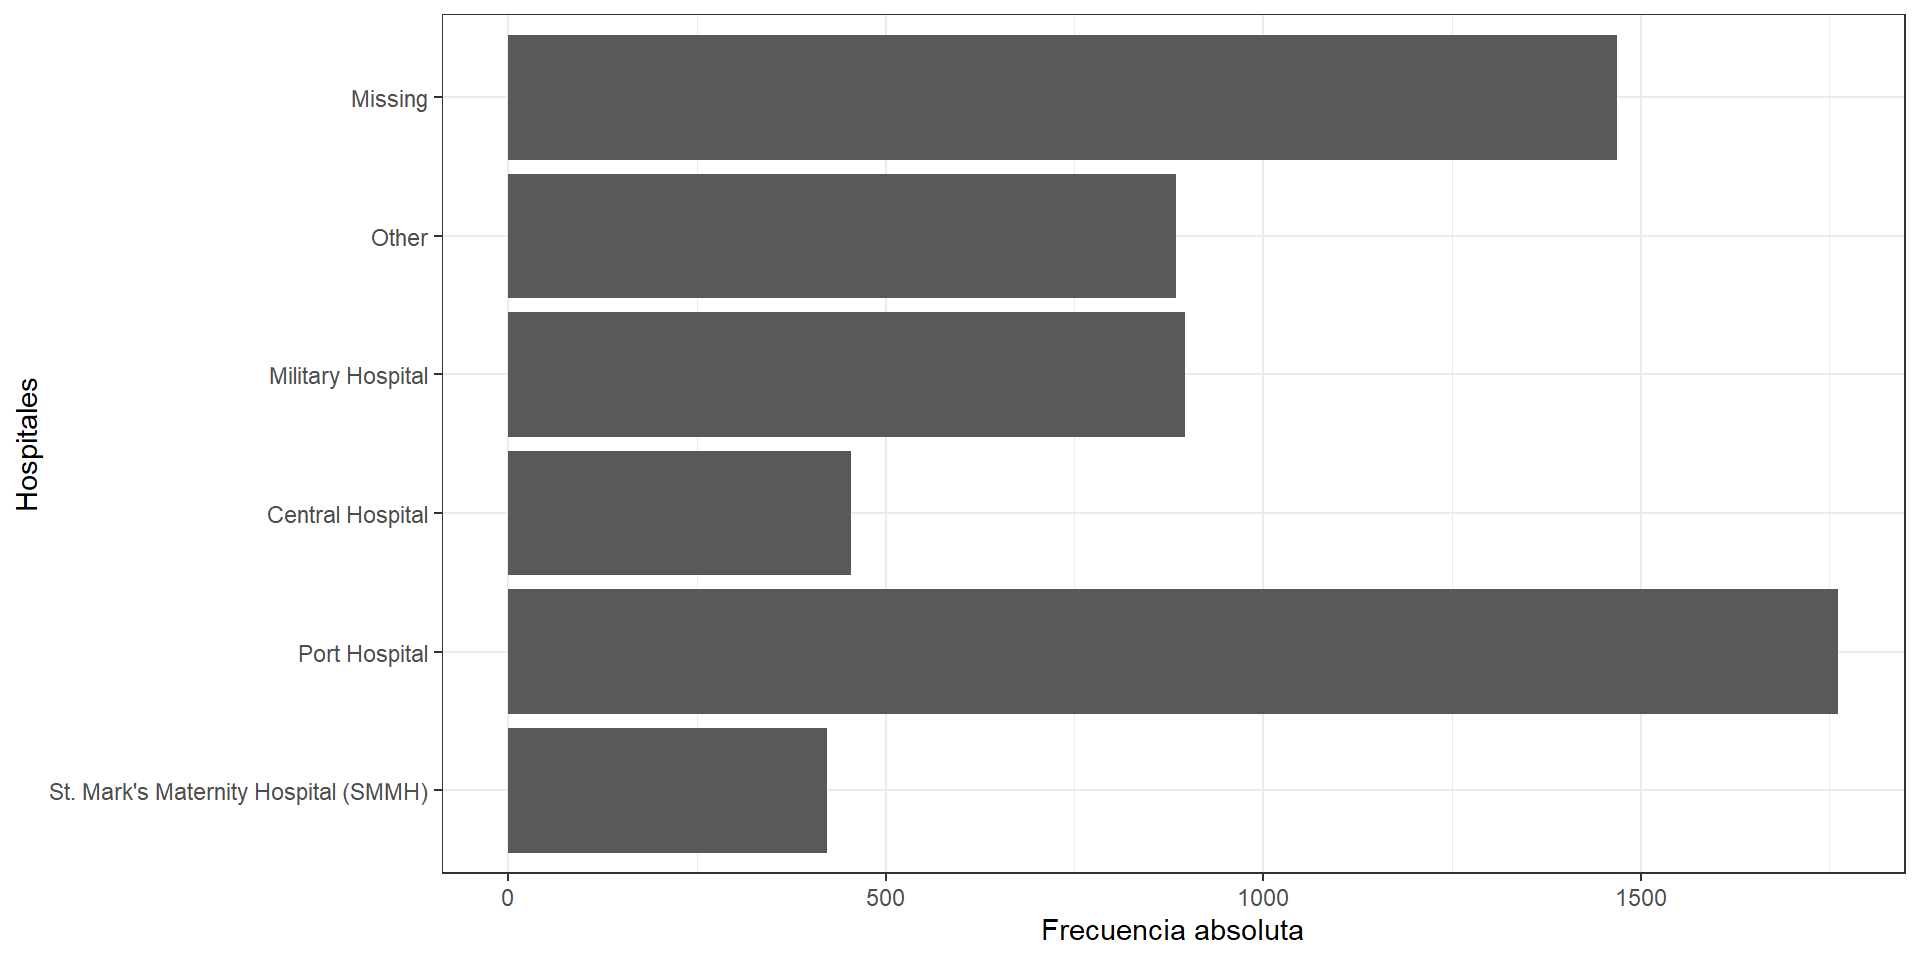 Missing
Other
Military Hospital
Central Hospital
Port Hospital
St. Mark's Maternity Hospital (SMMH)
Hospitales
0 500 1000 1500
Frecuencia absoluta